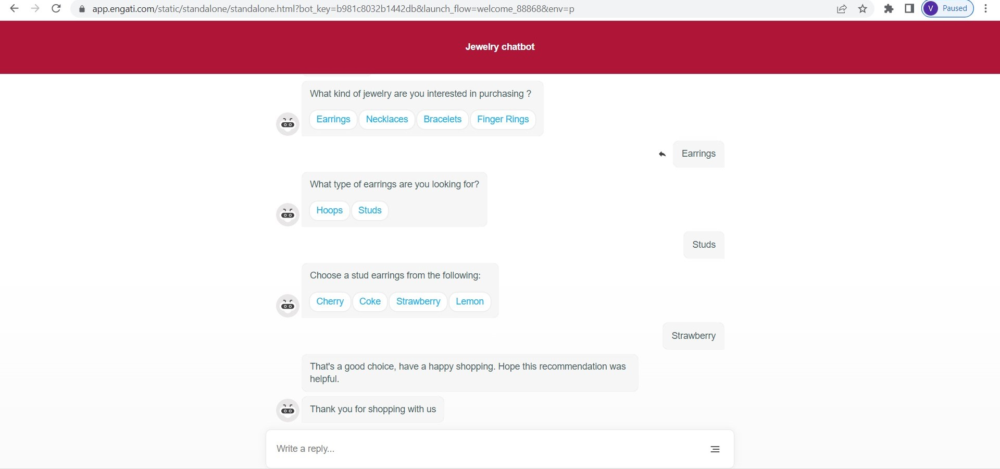 app.engati.com/static/standalone/standalone.html?bot_key=b981c8032b1442db&launch_flow=welcome_88868&env=p
V Paused
Jewelry chatbot
What kind of jewelry are you interested in purchasing ?
Earrings Necklaces Bracelets Finger Rings
Earrings
What type of earrings are you looking for?
Hoops Studs
Studs
Choose a stud earrings from the following:
Cherry Coke Strawberry Lemon
Strawberry
That's a good choice, have a happy shopping. Hope this recommendation was
helpful.
Thank you for shopping with us
Write a reply...